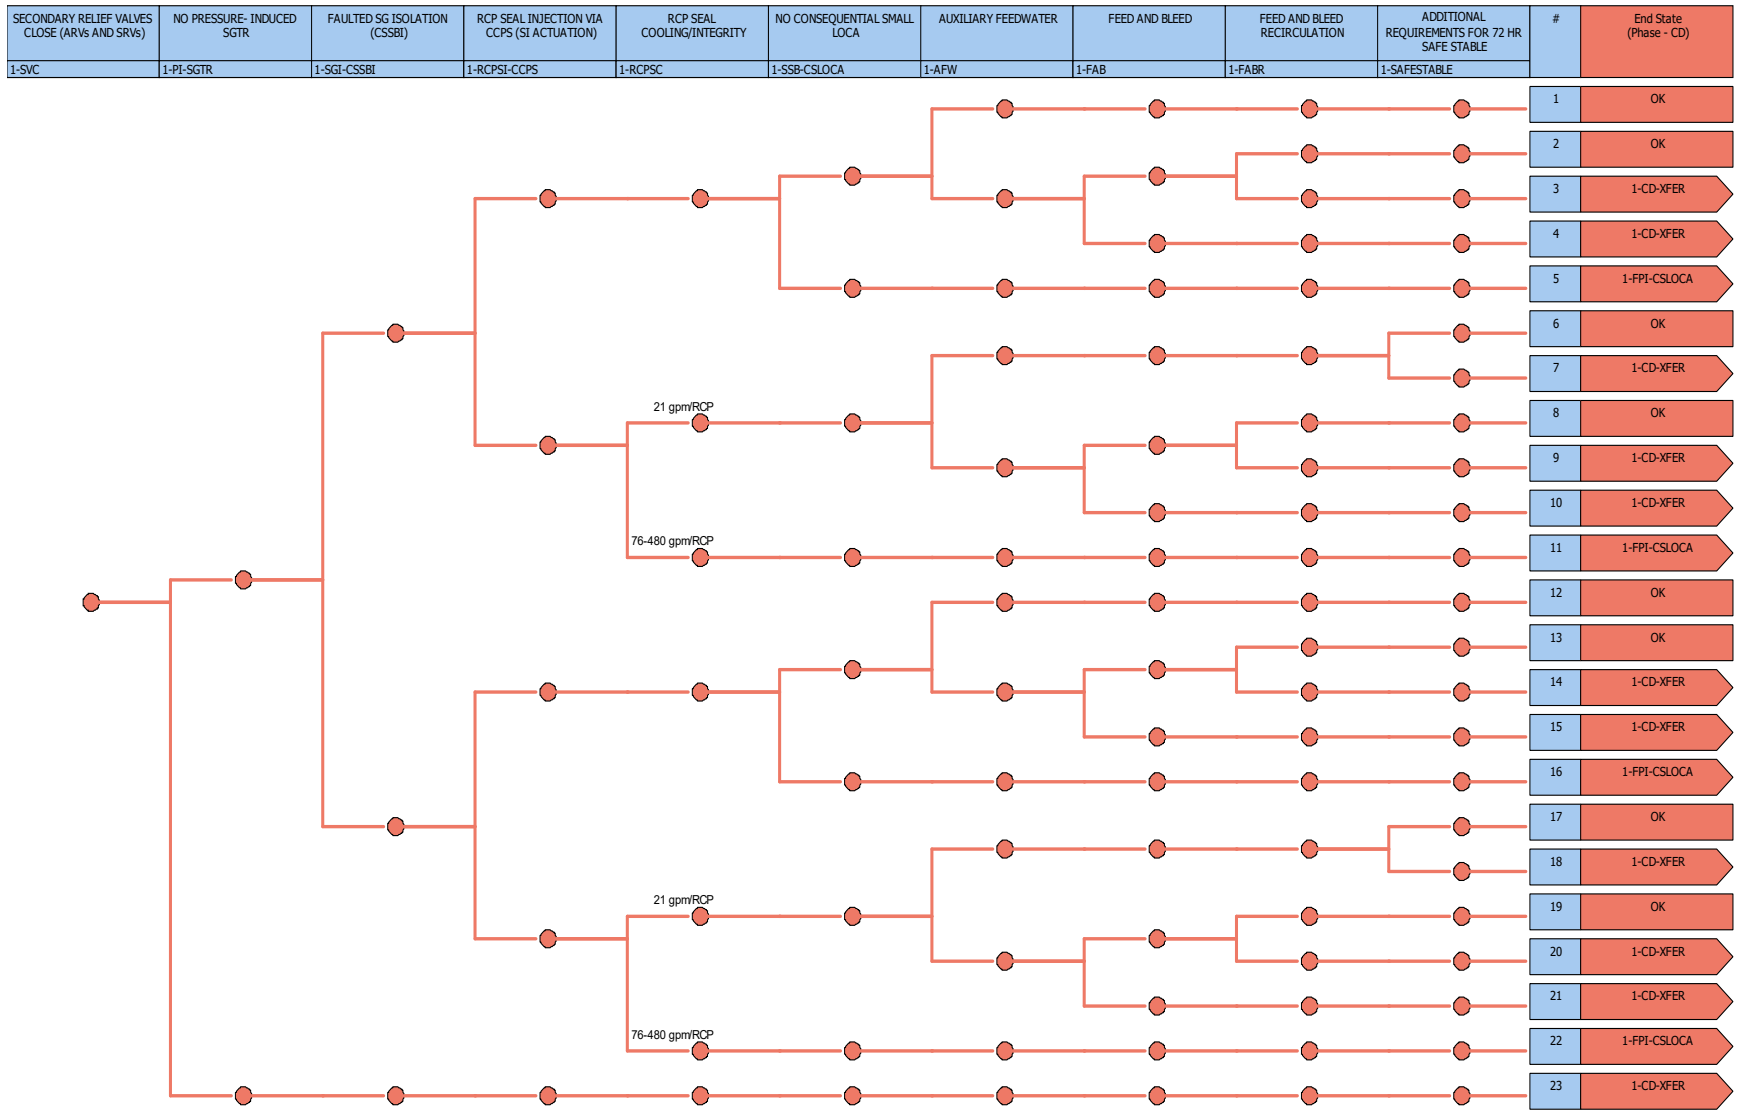 SECONDARY RELIEF VALVES
CLOSE (ARVs AND SRVs)
1-SVC
NO PRESSURE- INDUCED
SGTR
1-PI-SGTR
FAULTED SG ISOLATION
(CSSBI)
1-SGI-CSSBI
RCP SEAL INJECTION VIA
CCPS (SI ACTUATION)
1-RCPSI-CCPS
RCP SEAL
COOLING/INTEGRITY
1-RCPSC
NO CONSEQUENTIAL SMALL
LOCA
1-SSB-CSLOCA
AUXILIARY FEEDWATER
1-AFW
FEED AND BLEED
1-FAB
FEED AND BLEED
RECIRCULATION
1-FABR
ADDITIONAL
REQUIREMENTS FOR 72 HR
SAFE STABLE
1-SAFESTABLE
#
End State
(Phase - CD)
1 OK
2 OK
3 1-CD-XFER
4 1-CD-XFER
5 1-FPI-CSLOCA
6 OK
7 1-CD-XFER
21 gpm/RCP
8 OK
9 1-CD-XFER
10 1-CD-XFER
76-480 gpm/RCP
11 1-FPI-CSLOCA
12 OK
13 OK
14 1-CD-XFER
15 1-CD-XFER
16 1-FPI-CSLOCA
17 OK
18 1-CD-XFER
21 gpm/RCP
19 OK
20 1-CD-XFER
21 1-CD-XFER
76-480 gpm/RCP
22 1-FPI-CSLOCA
23 1-CD-XFER